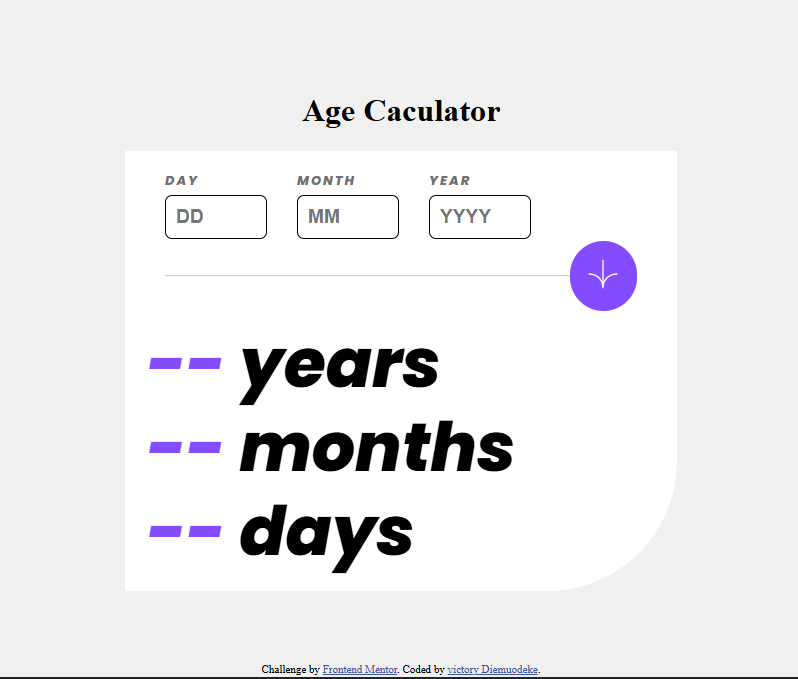 Age Caculator
DAY MONTH YEAR
DD MM YYYY
-- years
-- months
-- days
Challenge by Frontend Mentor. Coded by victory Diemuodeke.